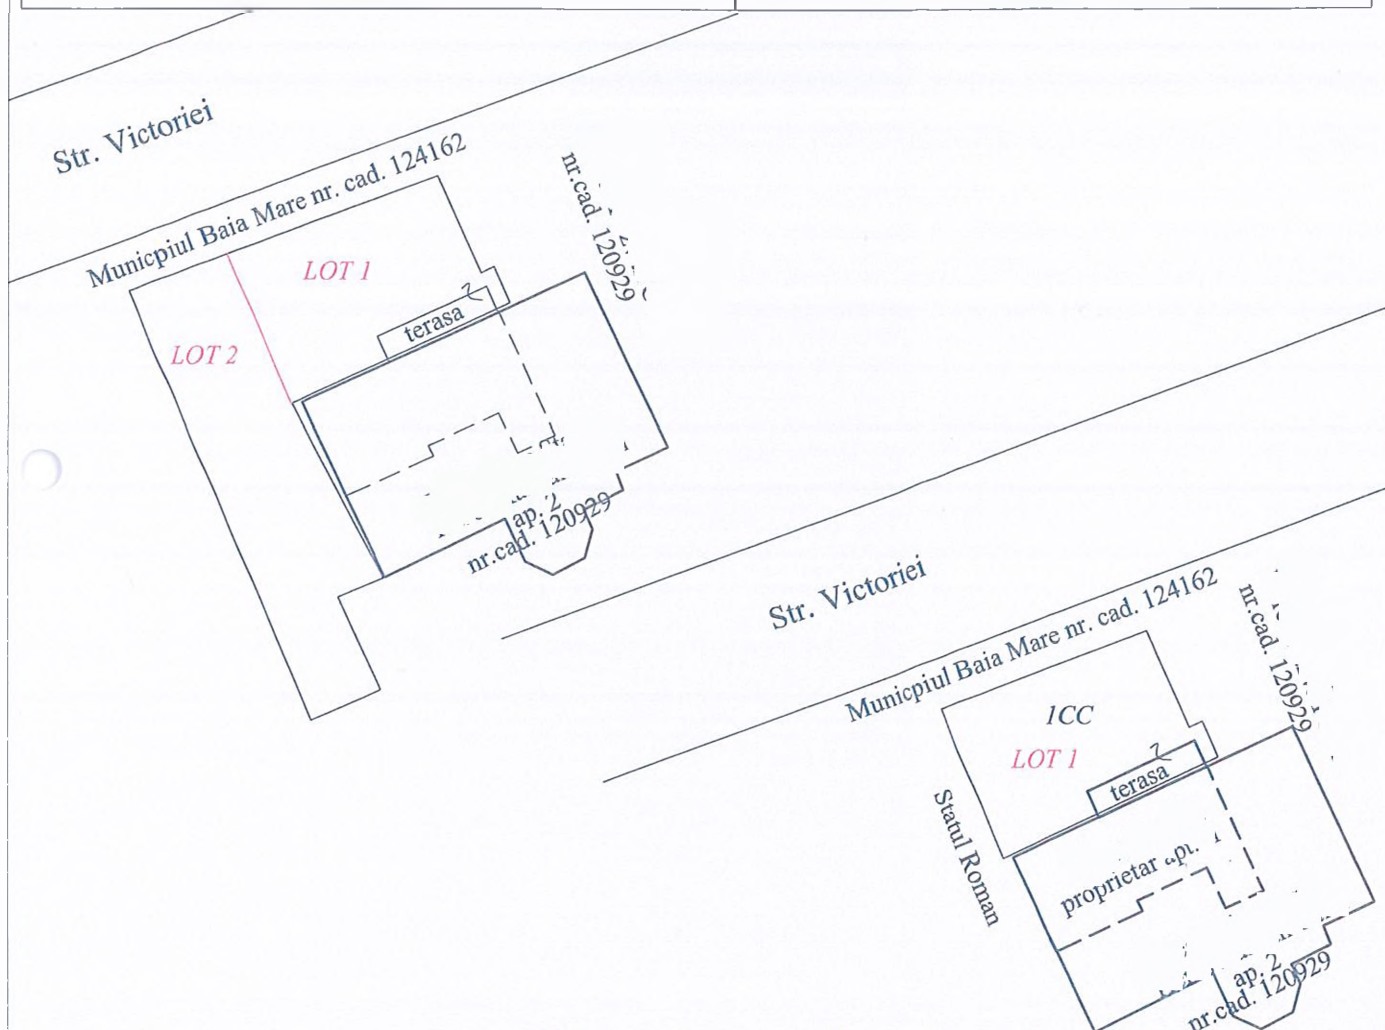 Str. Victoriei
Municpiul Baia Mare nr. cad. 124162
nr.cad. 120929
LOT 1
LOT 2
terasa
ap. 2
nr.cad. 120929
Str. Victoriei
Municpiul Baia Mare nr. cad. 124162
nr.cad. 120929
1CC
LOT 1
terasa
Statul Roman
proprietar
ap. 2
nr.cad. 120929